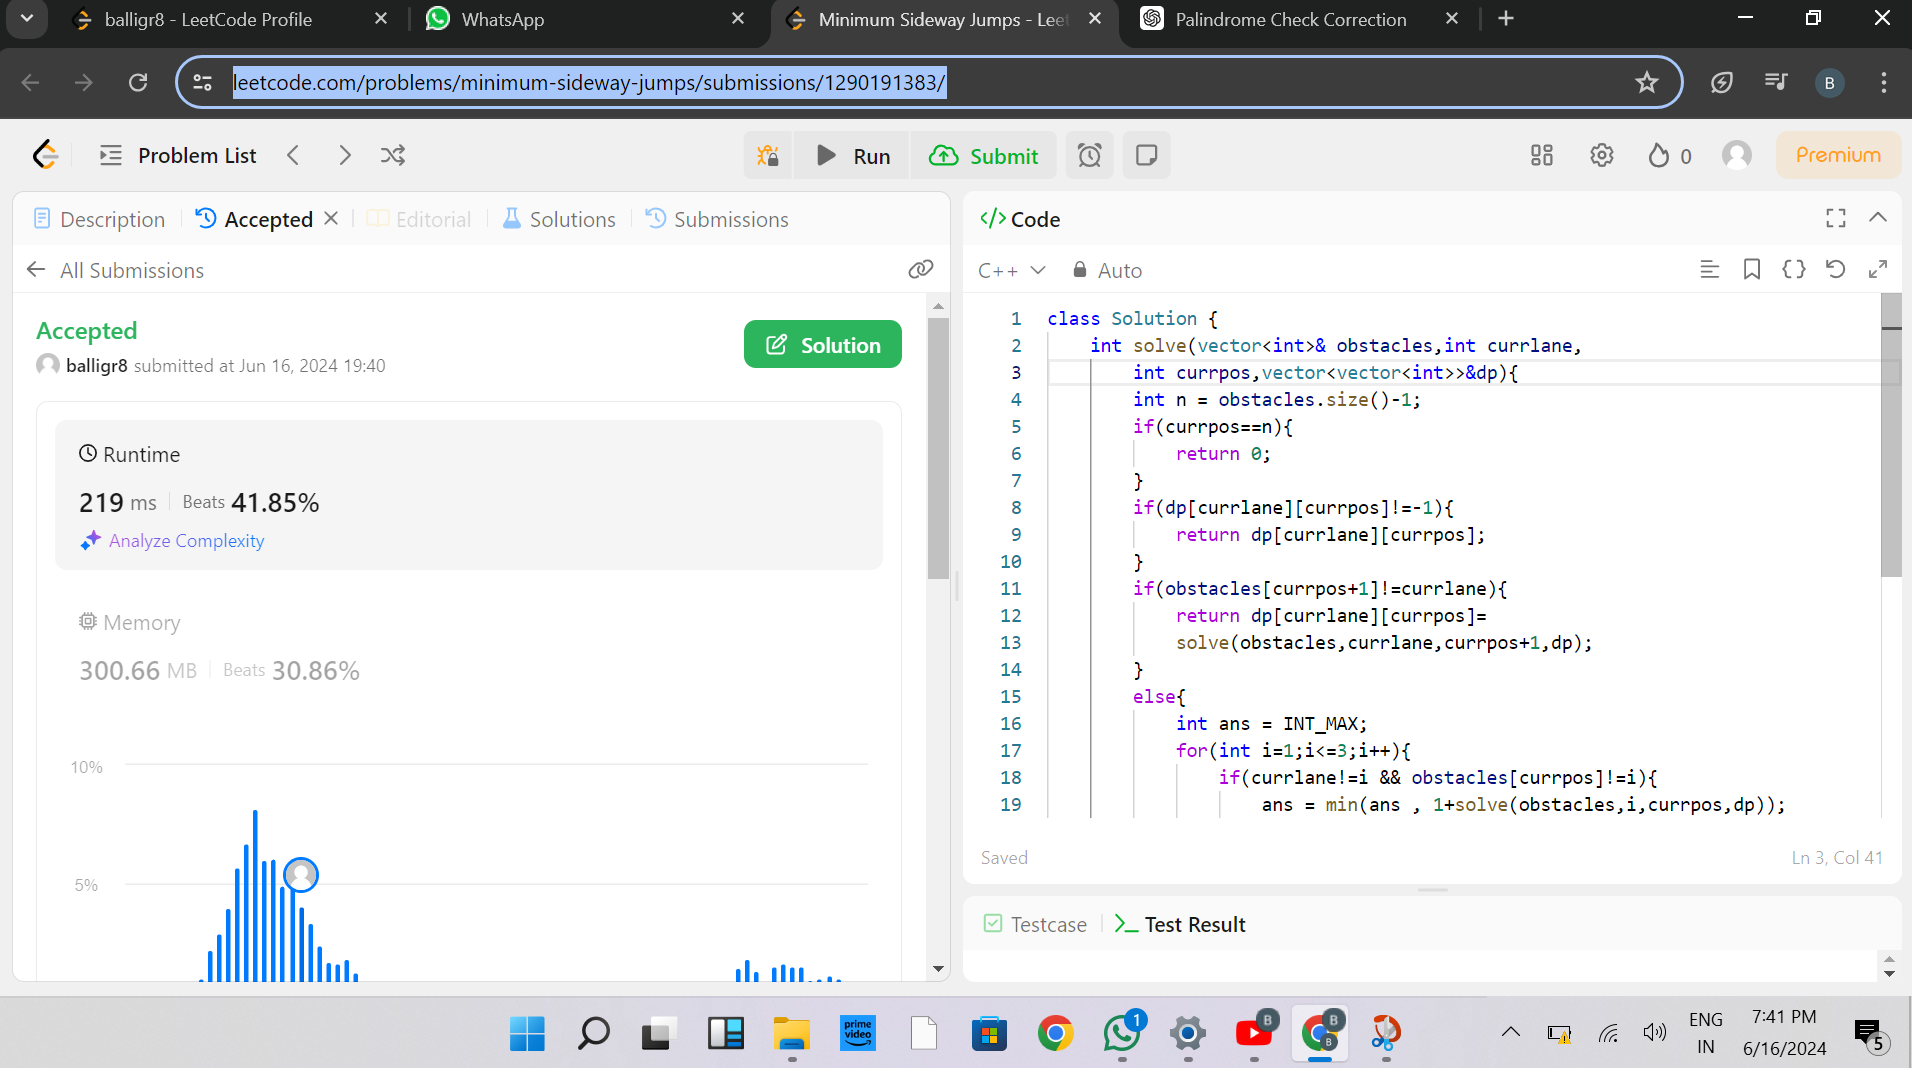 balligr8 - LeetCode Profile
WhatsApp
Minimum Sideway Jumps - Leet
Palindrome Check Correction
leetcode.com/problems/minimum-sideway-jumps/submissions/1290191383/
B
Problem List
Run
Submit
0
Premium
Description
Accepted
Editorial
Solutions
Submissions
All Submissions
Accepted
balligr8 submitted at Jun 16, 2024 19:40
Solution
Runtime
219 ms
Beats 41.85%
Analyze Complexity
Memory
300.66 MB
Beats 30.86%
10%
5%
</> Code
C++
Auto
1 class Solution {
2 int solve(vector<int>& obstacles,int currlane,
3 int currpos,vector<vector<int>>&dp){
4 int n = obstacles.size()-1;
5 if(currpos==n){
6 return 0;
7 }
8 if(dp[currlane][currpos]!=-1){
9 return dp[currlane][currpos];
10 }
11 if(obstacles[currpos+1]!=currlane){
12 return dp[currlane][currpos]=
13 solve(obstacles,currlane,currpos+1,dp);
14 }
15 else{
16 int ans = INT_MAX;
17 for(int i=1;i<=3;i++){
18 if(currlane!=i && obstacles[currpos]!=i){
19 ans = min(ans , 1+solve(obstacles,i,currpos,dp));
Saved
Ln 3, Col 41
Testcase
Test Result
prime video
1
B
B
B
ENG
IN
7:41 PM
6/16/2024
5